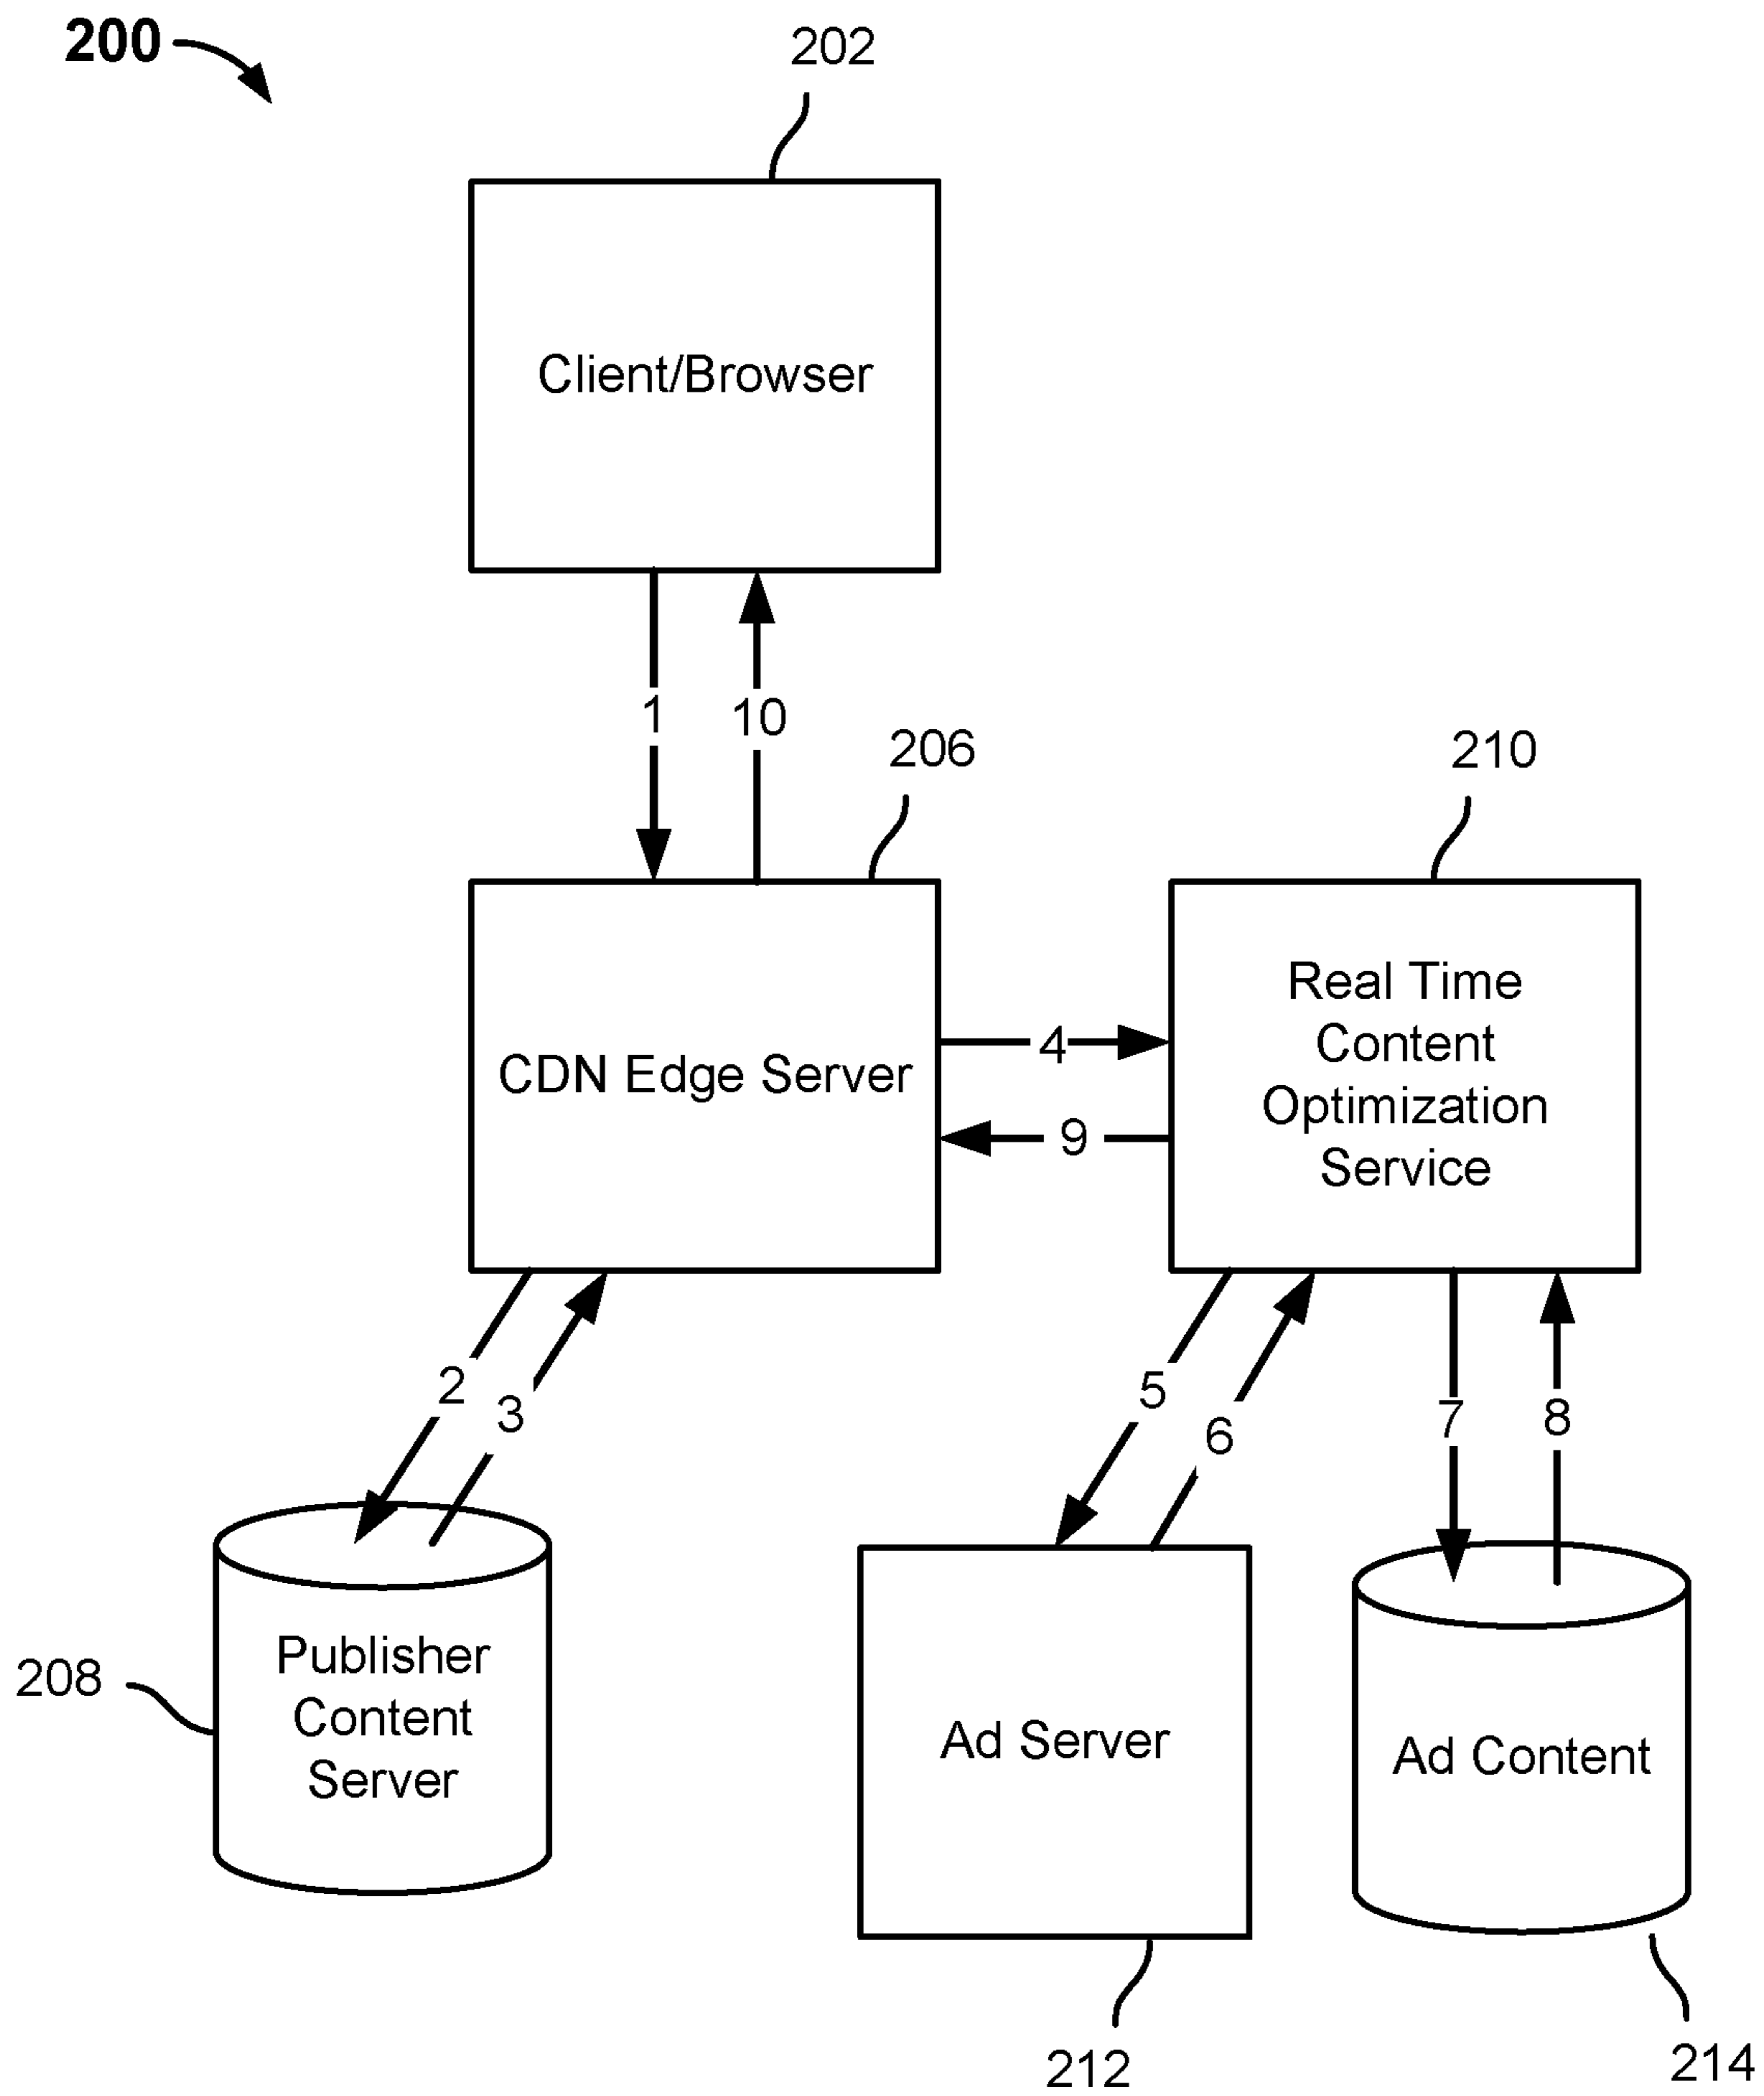 200
202
Client/Browser
1
10
206
210
CDN Edge Server
4
9
Real Time
Content
Optimization
Service
2
3
5
6
7
8
208
Publisher
Content
Server
Ad Server
Ad Content
212
214